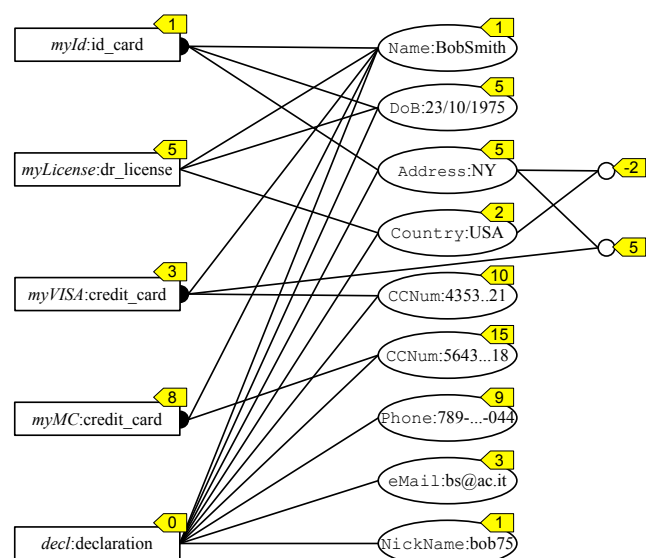 1
myId:id_card
5
myLicense:dr_license
3
myVISA:credit_card
8
myMC:credit_card
0
decl:declaration
1
Name:BobSmith
5
DoB:23/10/1975
5
Address:NY
2
Country:USA
10
CCNum:4353..21
15
CCNum:5643...18
9
Phone:789-...-044
3
eMail:bs@ac.it
1
NickName:bob75
-2
5